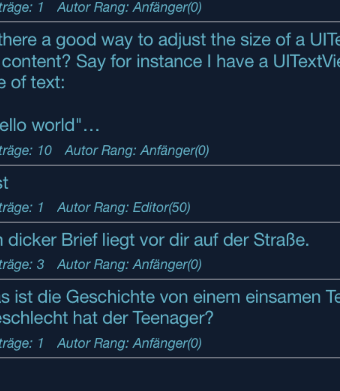 träge: 1 Autor Rang: Anfänger(0)
there a good way to adjust the size of a UITe
content? Say for instance I have a UITextVie
e of text:
ello world"...
träge: 10 Autor Rang: Anfänger(0)
st
träge: 1 Autor Rang: Editor(50)
n dicker Brief liegt vor dir auf der Straße.
träge: 3 Autor Rang: Anfänger(0)
as ist die Geschichte von einem einsamen Te
eschlecht hat der Teenager?
träge: 1 Autor Rang: Anfänger(0)